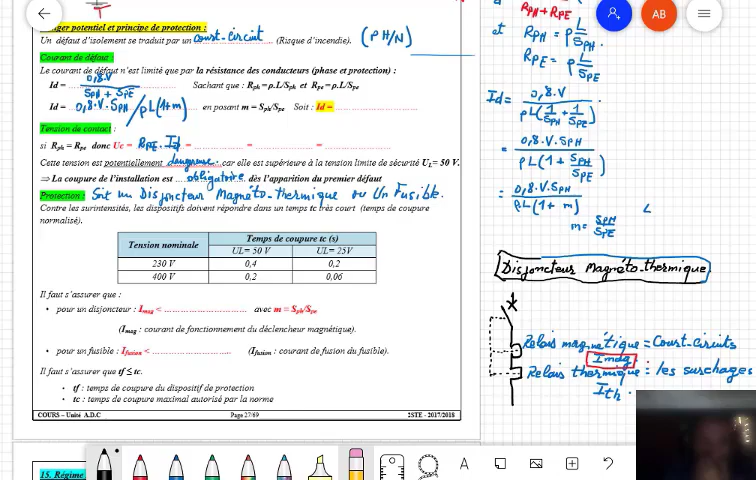 Danger potentiel et principe de protection :
Un défaut d'isolement se traduit par un Court-circuit (Risque d'incendie). (PH/N)
Courant de défaut :
Le courant de défaut n'est limité que par la résistance des conducteurs (phase et protection) :
Id = 0,8.V / SPH + SPE Sachant que : Rph = ρ.L/Sph et Rpe = ρ.L/Spe
Id = 0,8.V.SPH / ρL(1+m) en posant m = Sph/Spe Soit : Id =
Tension de contact :
si Rph = Rpe donc Uc = RPE . Id = = =
Cette tension est potentiellement dangereuse car elle est supérieure à la tension limite de sécurité UL= 50 V.
⇒ La coupure de l'installation est obligatoire dès l'apparition du premier défaut
Protection : Soit un Disjoncteur Magnéto-thermique ou Un Fusible.
Contre les surintensités, les dispositifs doivent répondre dans un temps tc très court (temps de coupure
normalisé).
Tension nominale Temps de coupure tc (s)
UL= 50 V UL= 25V
230 V 0,4 0,2
400 V 0,2 0,06
Il faut s'assurer que :
• pour un disjoncteur : Imag < .............................. avec m = Sph/Spe
(Imag : courant de fonctionnement du déclencheur magnétique).
• pour un fusible : Ifusion < .............................. (Ifusion : courant de fusion du fusible).
Il faut s'assurer que tf ≤ tc.
• tf : temps de coupure du dispositif de protection
• tc : temps de coupure maximal autorisé par la norme
COURS – Unité A.D.C Page 27/69 2STE - 2017/2018
15. Régime
RPH + RPE
et RPH = ρ L/SPH
RPE = ρ L/SPE
Id = 0,8.V / ρL(1/SPH + 1/SPE)
= 0,8.V.SPH / ρL(1 + SPH/SPE)
= 0,8.V.SPH / ρ.L(1 + m)
m = SPH/SPE
Disjoncteur Magnéto-thermique
Relais magnétique = Court-circuits
Imag
Relais thermique : les surchages
Ith.
AB
A